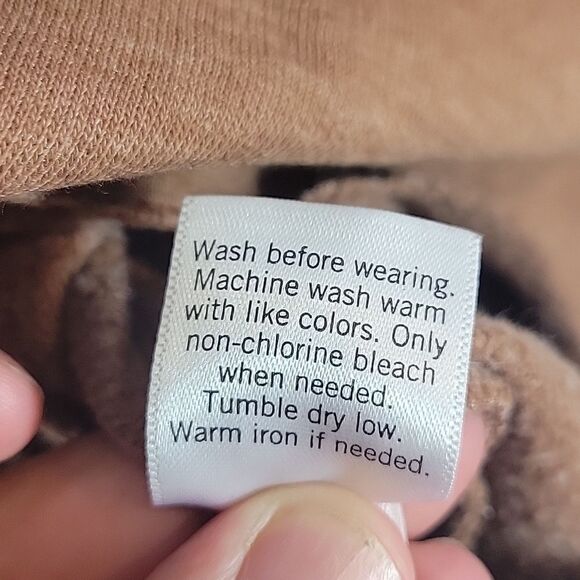 Wash before wearing.
Machine wash warm
with like colors. Only
non-chlorine bleach
when needed.
Tumble dry low.
Warm iron if needed.